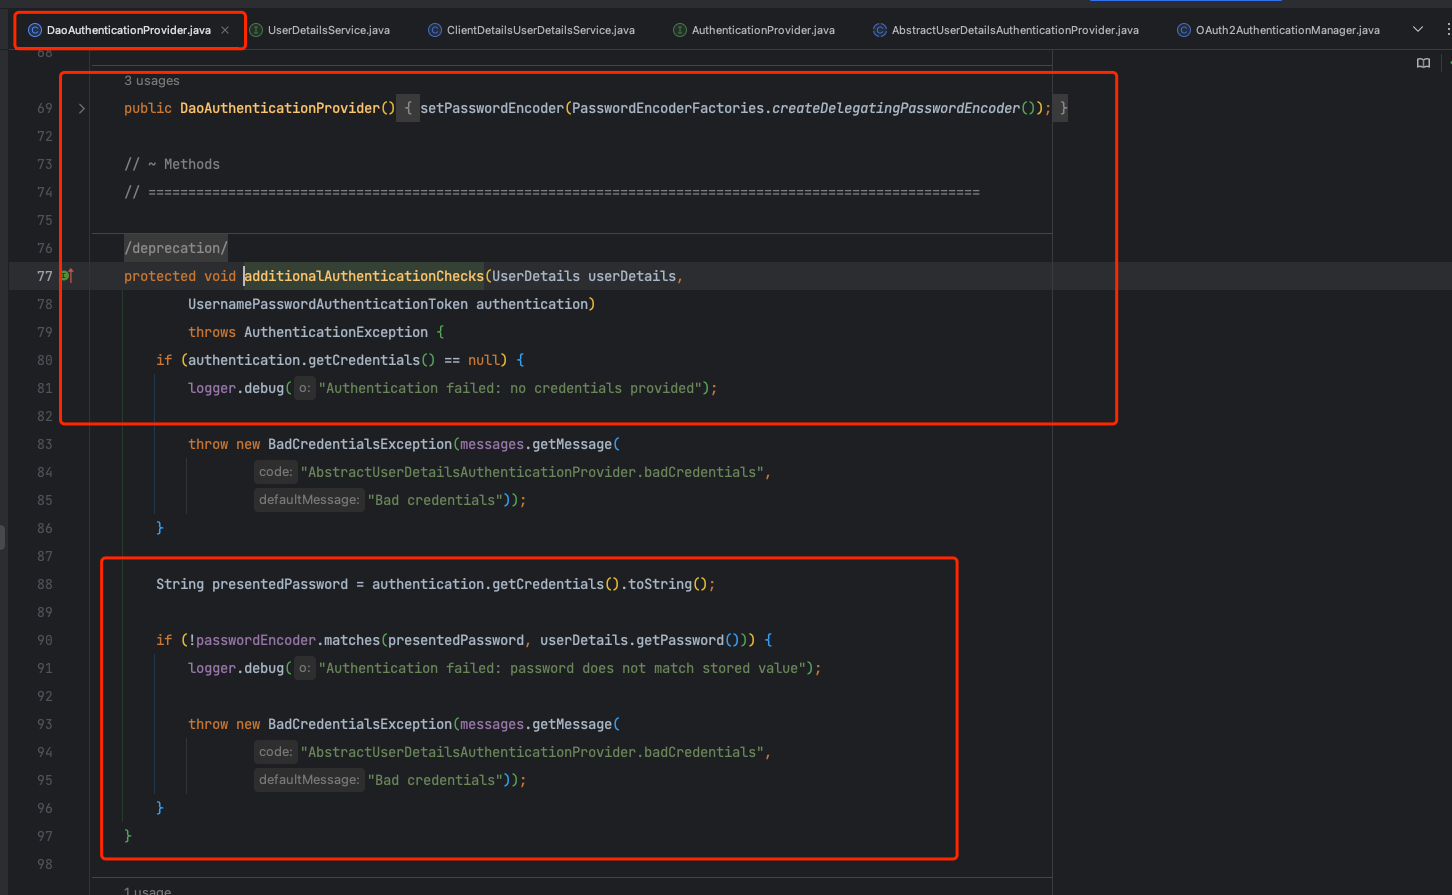 DaoAuthenticationProvider.java
UserDetailsService.java
ClientDetailsUserDetailsService.java
AuthenticationProvider.java
AbstractUserDetailsAuthenticationProvider.java
OAuth2AuthenticationManager.java
68
3 usages
69 public DaoAuthenticationProvider() { setPasswordEncoder(PasswordEncoderFactories.createDelegatingPasswordEncoder()); }
72
73 // ~ Methods
74 // ========================================================================================================
75
76 /deprecation/
77 protected void additionalAuthenticationChecks(UserDetails userDetails,
78 UsernamePasswordAuthenticationToken authentication)
79 throws AuthenticationException {
80 if (authentication.getCredentials() == null) {
81 logger.debug( o: "Authentication failed: no credentials provided");
82
83 throw new BadCredentialsException(messages.getMessage(
84 code: "AbstractUserDetailsAuthenticationProvider.badCredentials",
85 defaultMessage: "Bad credentials"));
86 }
87
88 String presentedPassword = authentication.getCredentials().toString();
89
90 if (!passwordEncoder.matches(presentedPassword, userDetails.getPassword())) {
91 logger.debug( o: "Authentication failed: password does not match stored value");
92
93 throw new BadCredentialsException(messages.getMessage(
94 code: "AbstractUserDetailsAuthenticationProvider.badCredentials",
95 defaultMessage: "Bad credentials"));
96 }
97 }
98
1 usage